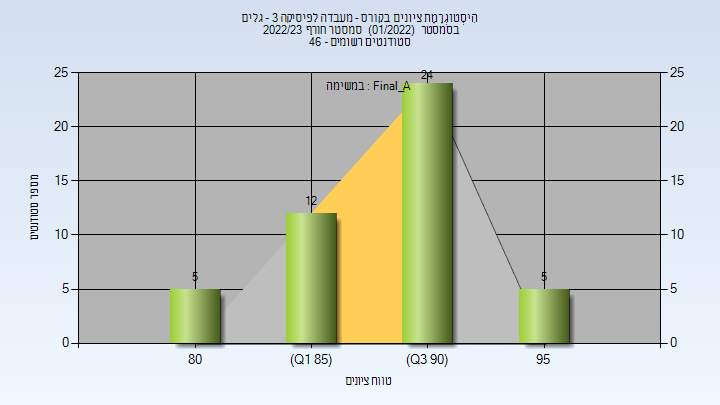 היסטוגרמת ציונים בקורס - מעבדה לפיסיקה 3 - גלים
בסמסטר (01/2022) סמסטר חורף 2022/23
סטודנטים רשומים - 46
במשימה : Final_A
מספר סטודנטים
25
20
15
10
5
0
25
20
15
10
5
0
5
12
24
5
80
(Q1 85)
(Q3 90)
95
טווח ציונים